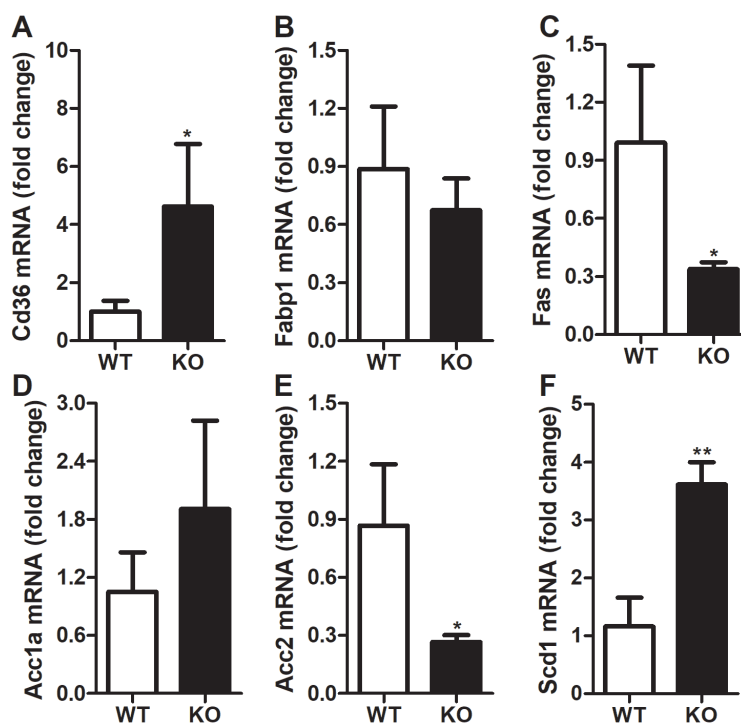 A
Cd36 mRNA (fold change)
10
8
6
4
2
0
*
WT KO
B
Fabp1 mRNA (fold change)
1.5
1.2
0.9
0.6
0.3
0.0
WT KO
C
Fas mRNA (fold change)
1.5
1.2
0.9
0.6
0.3
0.0
*
WT KO
D
Acc1a mRNA (fold change)
3.0
2.4
1.8
1.2
0.6
0.0
WT KO
E
Acc2 mRNA (fold change)
1.5
1.2
0.9
0.6
0.3
0.0
*
WT KO
F
Scd1 mRNA (fold change)
5
4
3
2
1
0
**
WT KO